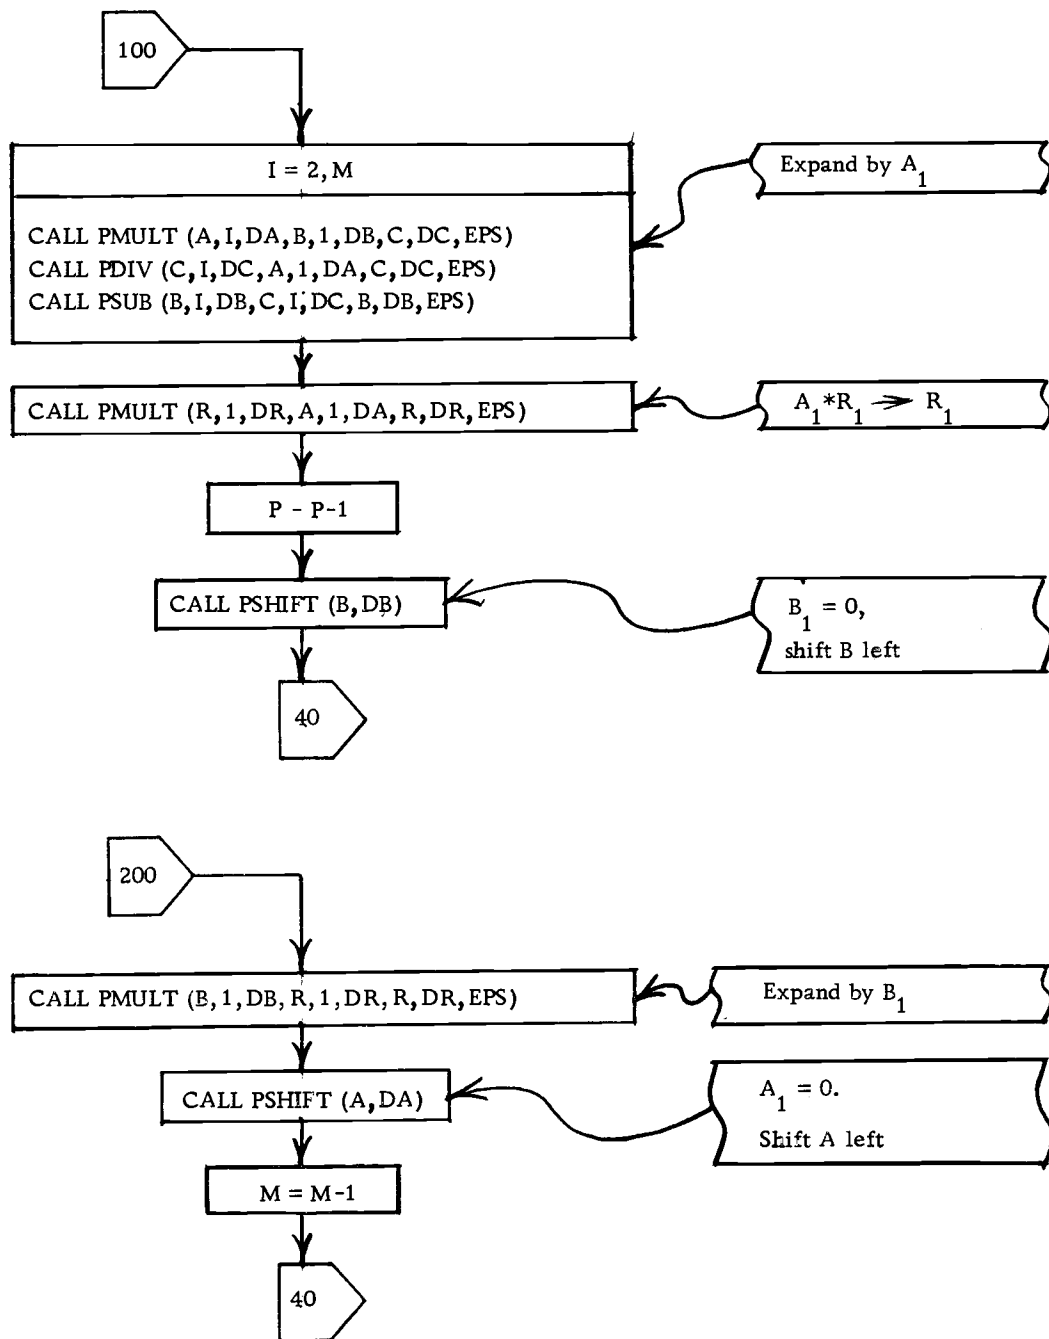 100
I = 2, M
Expand by A1
CALL PMULT (A, I, DA, B, 1, DB, C, DC, EPS)
CALL PDIV (C, I, DC, A, 1, DA, C, DC, EPS)
CALL PSUB (B, I, DB, C, I, DC, B, DB, EPS)
CALL PMULT (R, 1, DR, A, 1, DA, R, DR, EPS)
A1*R1 → R1
P - P-1
CALL PSHIFT (B, DB)
B1 = 0,
shift B left
40
200
CALL PMULT (B, 1, DB, R, 1, DR, R, DR, EPS)
Expand by B1
CALL PSHIFT (A, DA)
A1 = 0.
Shift A left
M = M-1
40